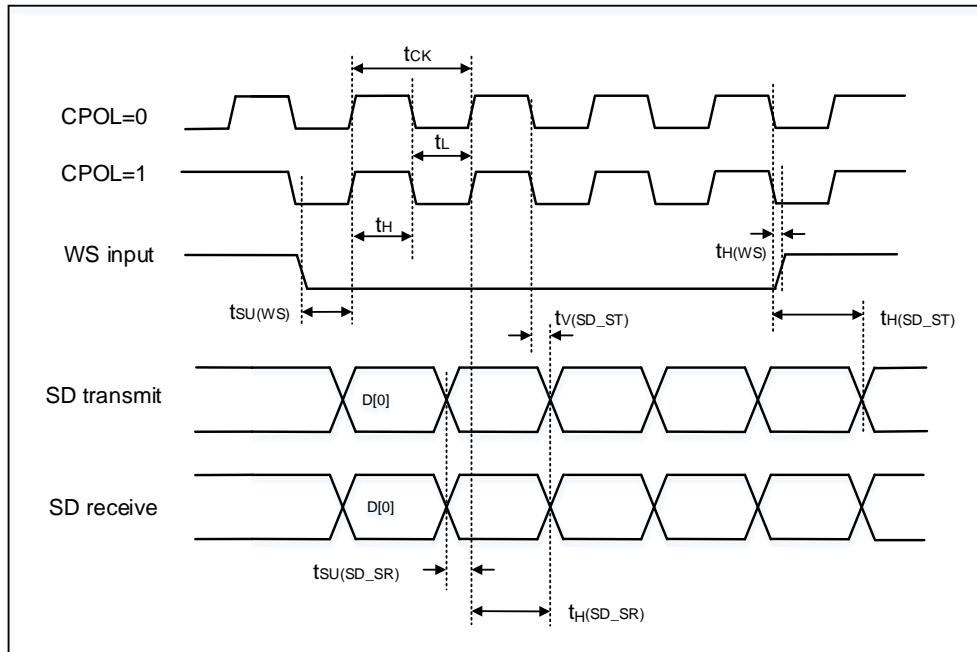 tCK
CPOL=0
tL
CPOL=1
tH
WS input
tH(WS)
tSU(WS)
tV(SD_ST)
tH(SD_ST)
SD transmit
D[0]
SD receive
D[0]
tSU(SD_SR)
tH(SD_SR)